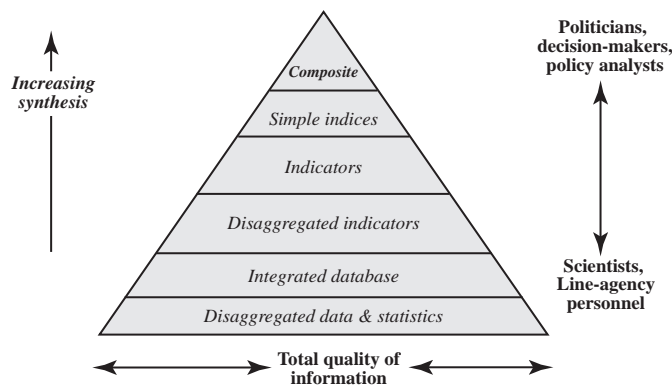 Politicians,
decision-makers,
policy analysts
Increasing
synthesis
Composite
Simple indices
Indicators
Disaggregated indicators
Integrated database
Disaggregated data & statistics
Scientists,
Line-agency
personnel
Total quality of
information